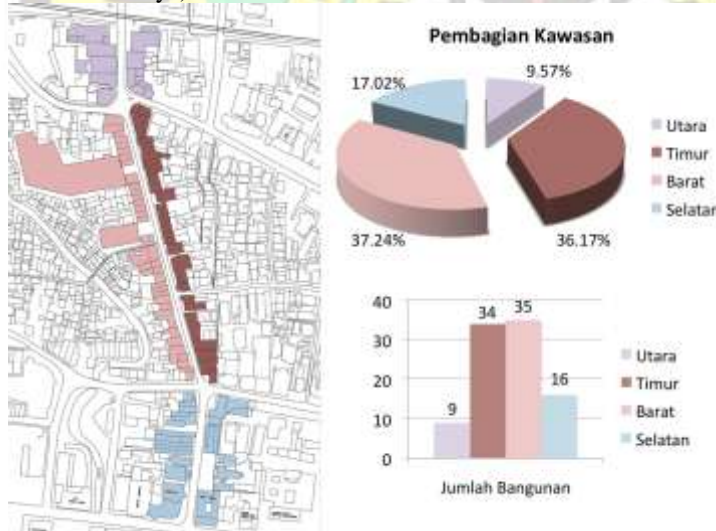 Pembagian Kawasan
17.02%
9.57%
37.24%
36.17%
Utara
Timur
Barat
Selatan
40
30
20
10
0
9
34
35
16
Utara
Timur
Barat
Selatan
Jumlah Bangunan